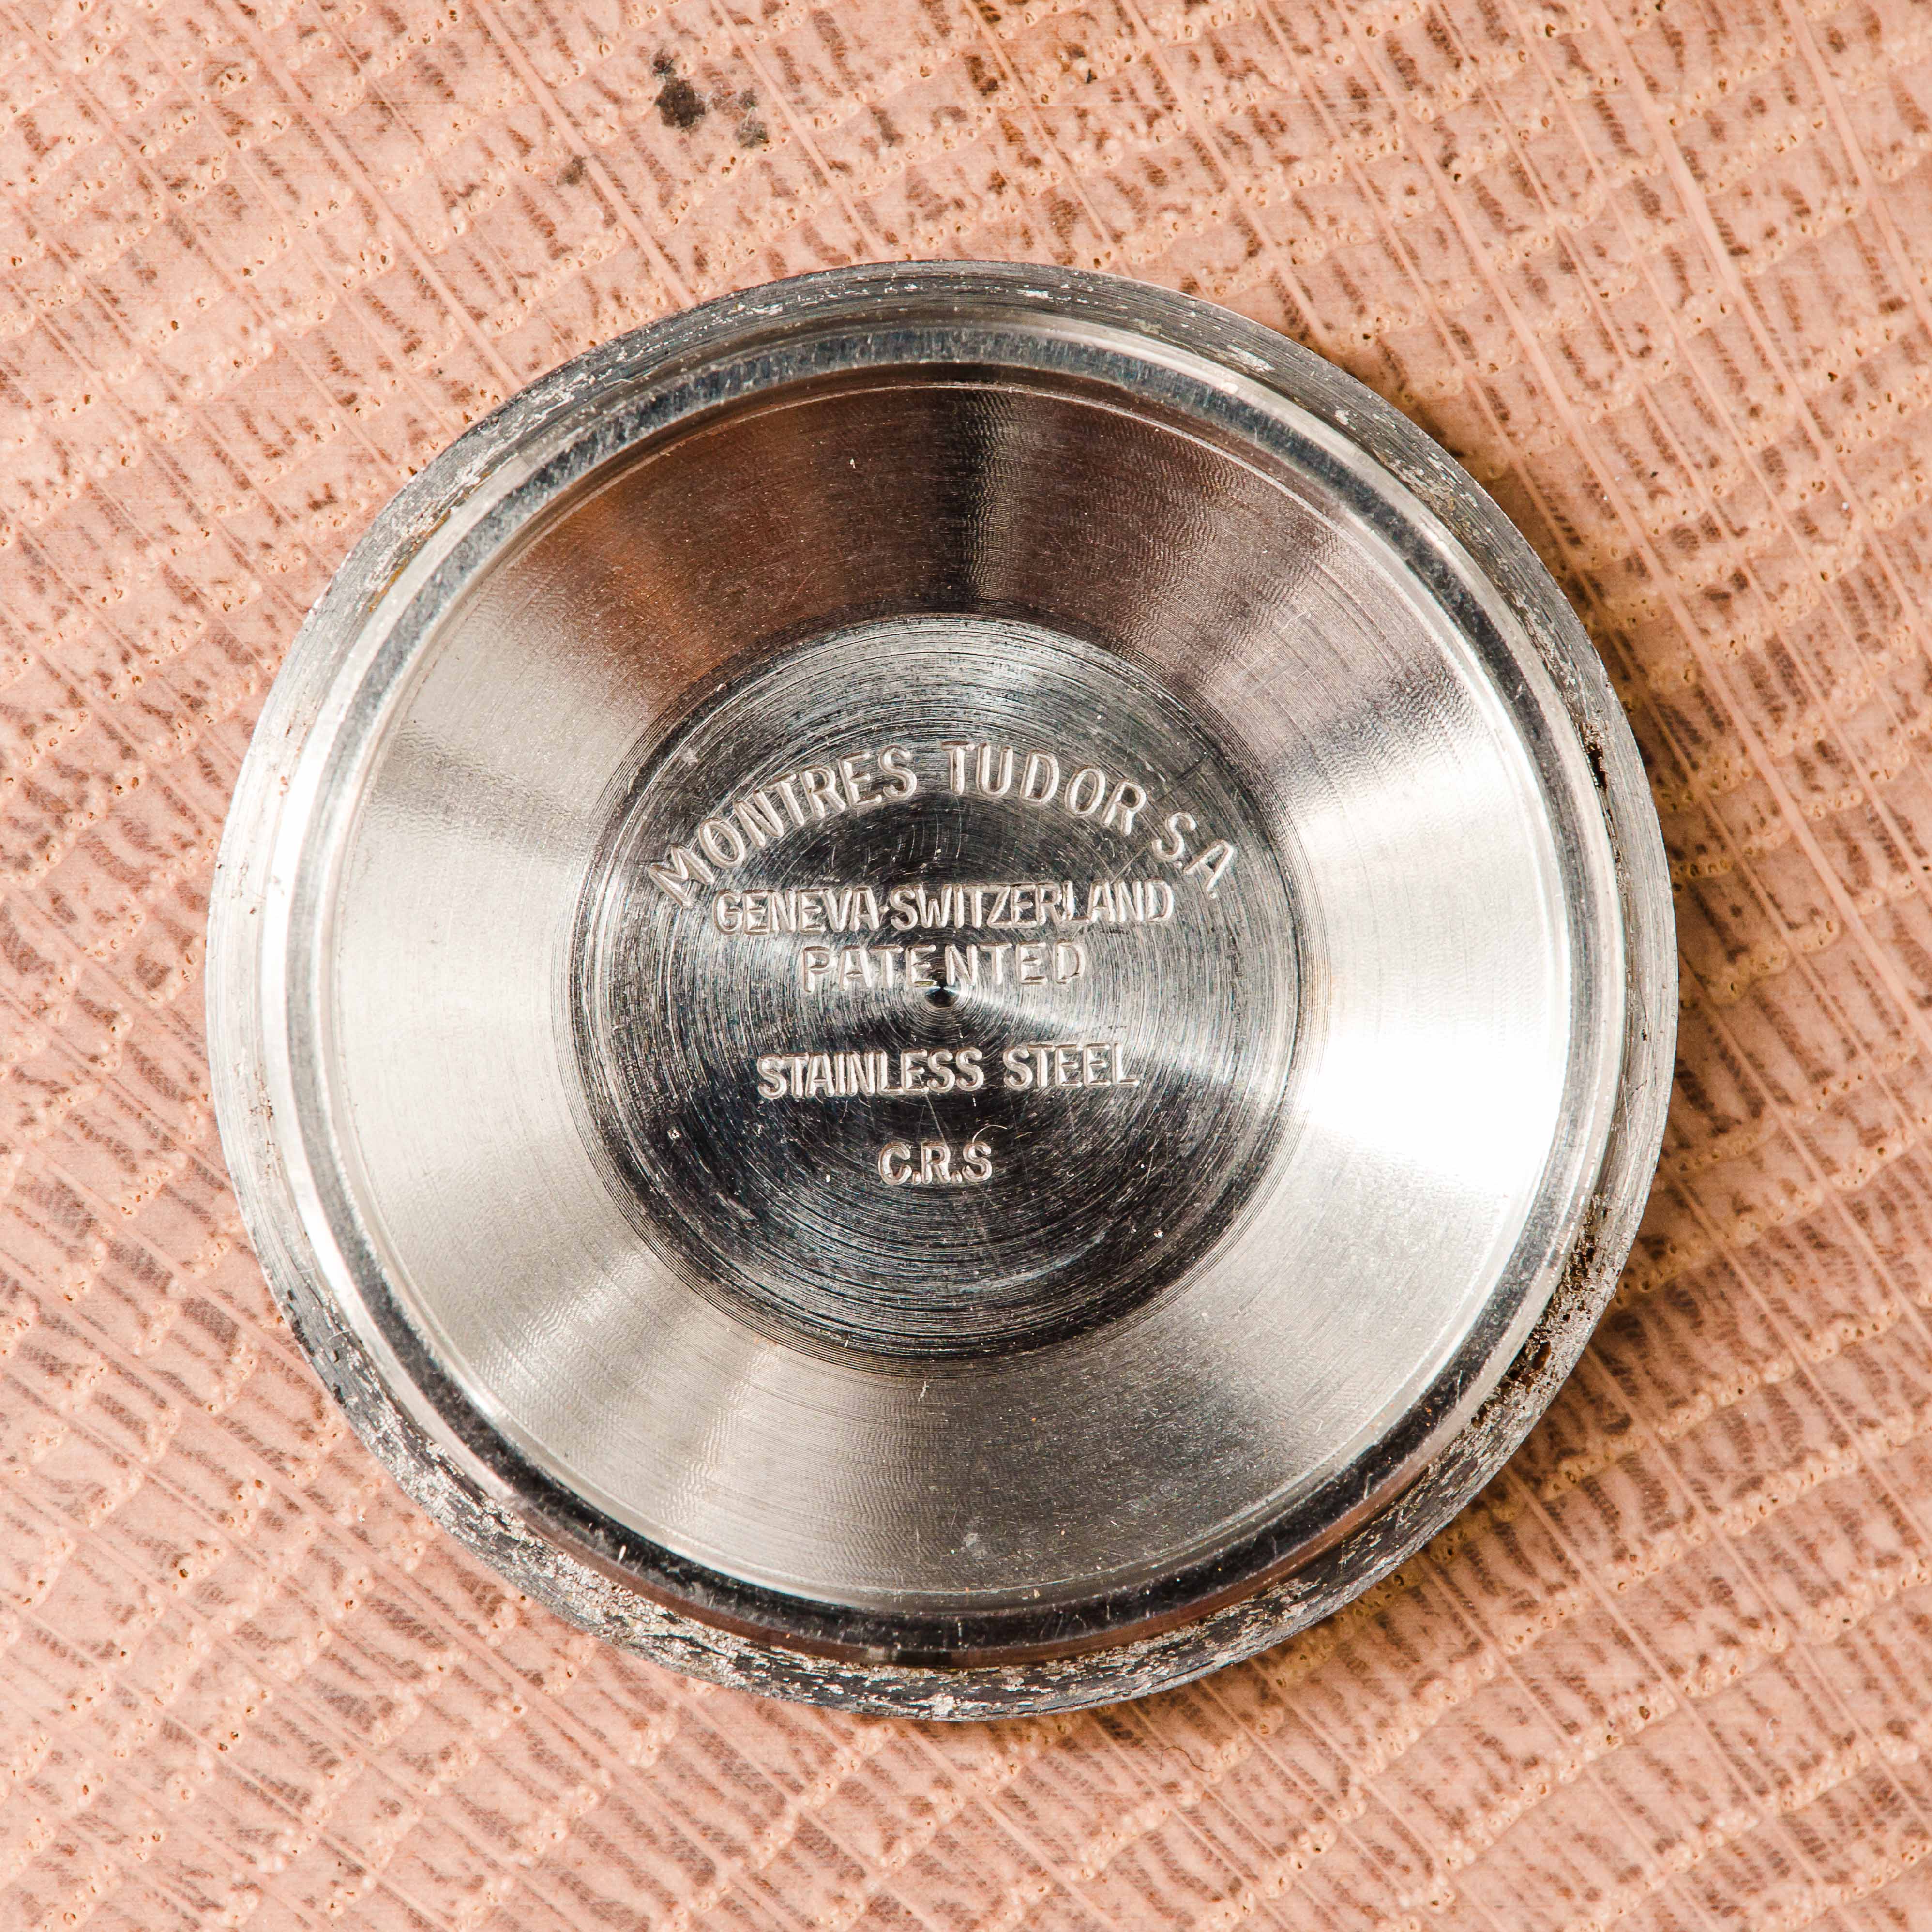 MONTRES TUDOR S.A
GENEVA-SWITZERLAND
PATENTED
STAINLESS STEEL
C.R.S